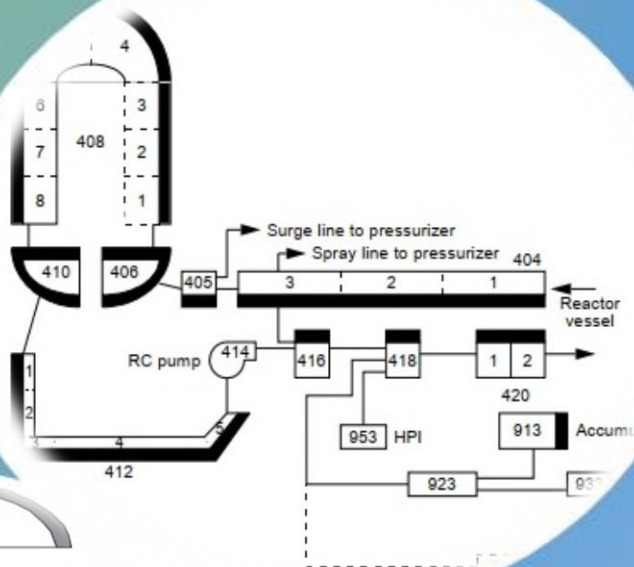 4
6 3
408
7 2
8 1
Surge line to pressurizer
Spray line to pressurizer 404
410 406 405 3 2 1
Reactor
vessel
RC pump 414
416 418 1 2
1
2
420
5
4
953 HPI 913
412
923